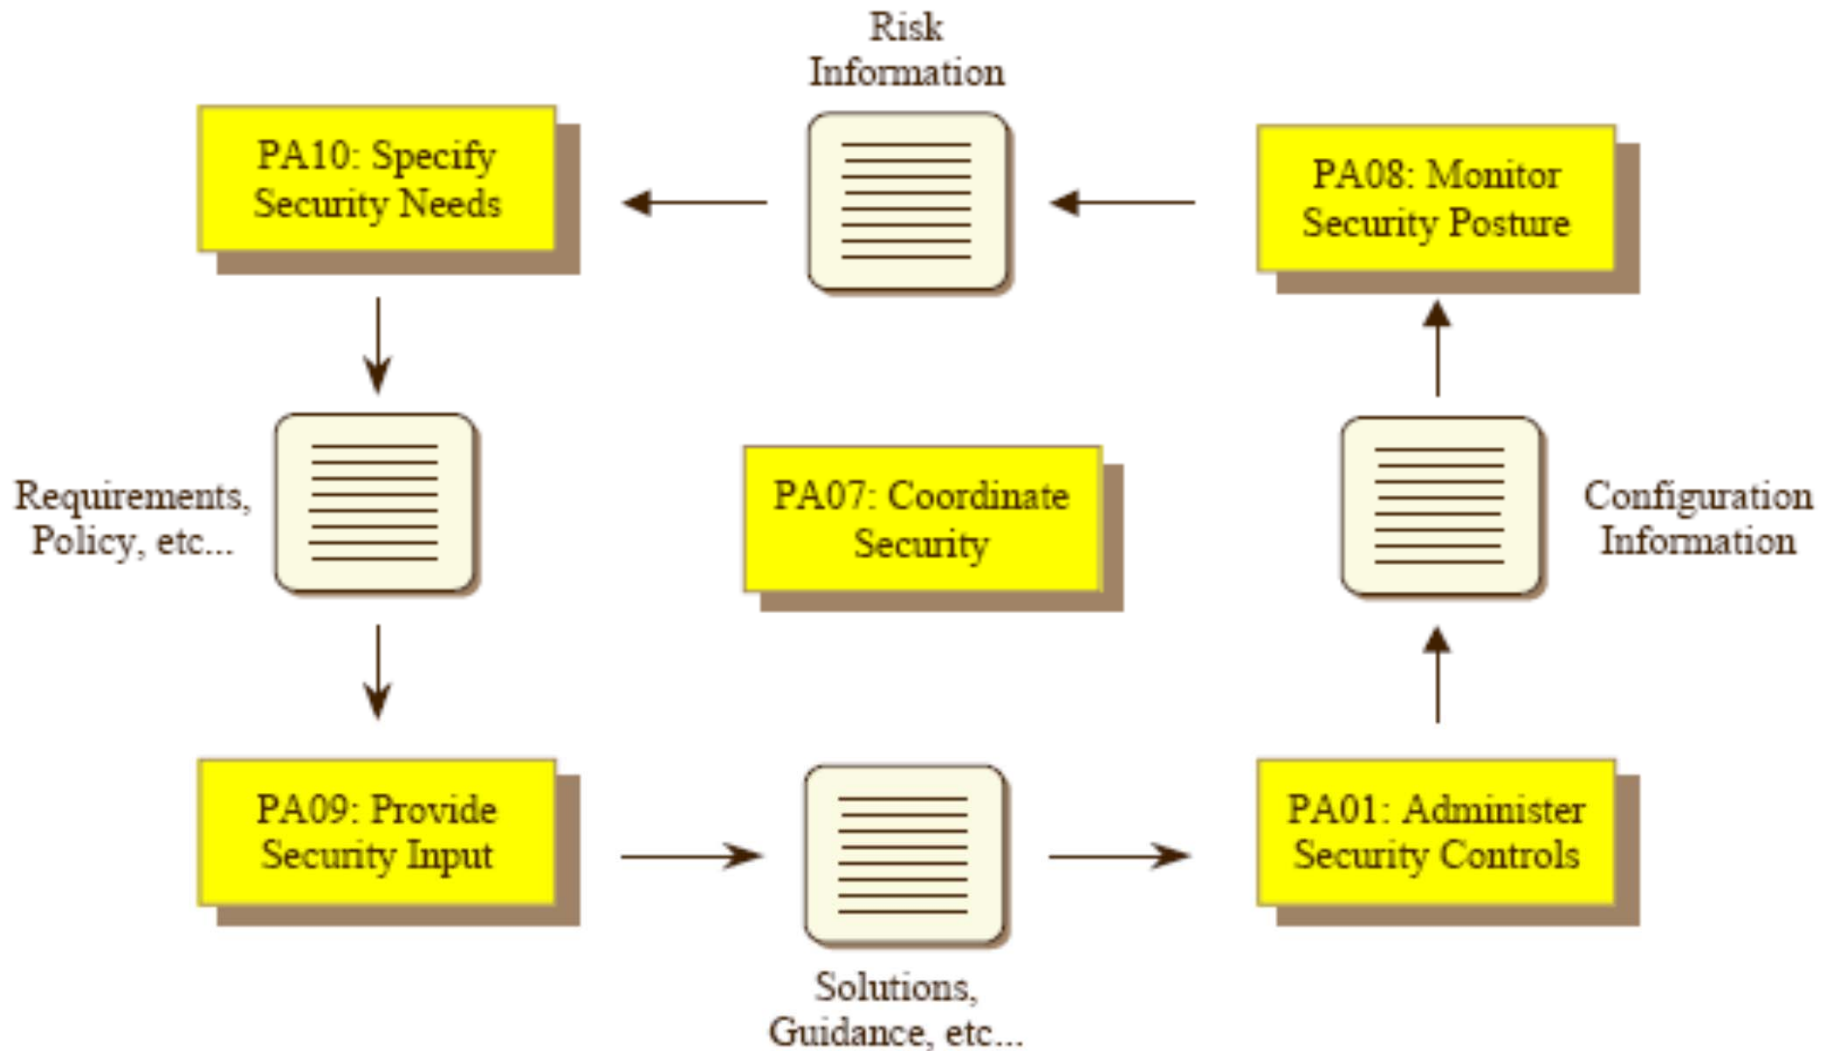 Risk
Information
PA10: Specify
Security Needs
PA08: Monitor
Security Posture
Requirements,
Policy, etc...
PA07: Coordinate
Security
Configuration
Information
PA09: Provide
Security Input
PA01: Administer
Security Controls
Solutions,
Guidance, etc...